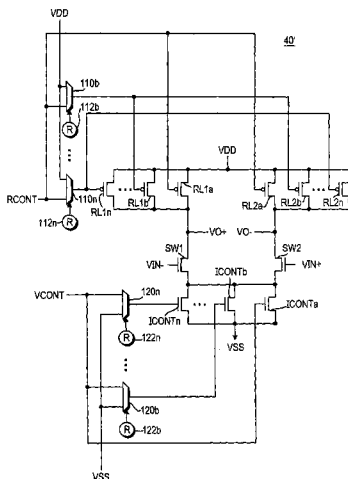 VDD
40'
110b
R
112b
VDD
RCONT
110n
RL1n
RL1b
RL1a
RL2a
RL2b
RL2n
R
112n
VO+
VO-
SW1
SW2
VIN-
VIN+
ICONTb
VCONT
120n
ICONTn
ICONTa
R
122n
VSS
120b
R
122b
VSS